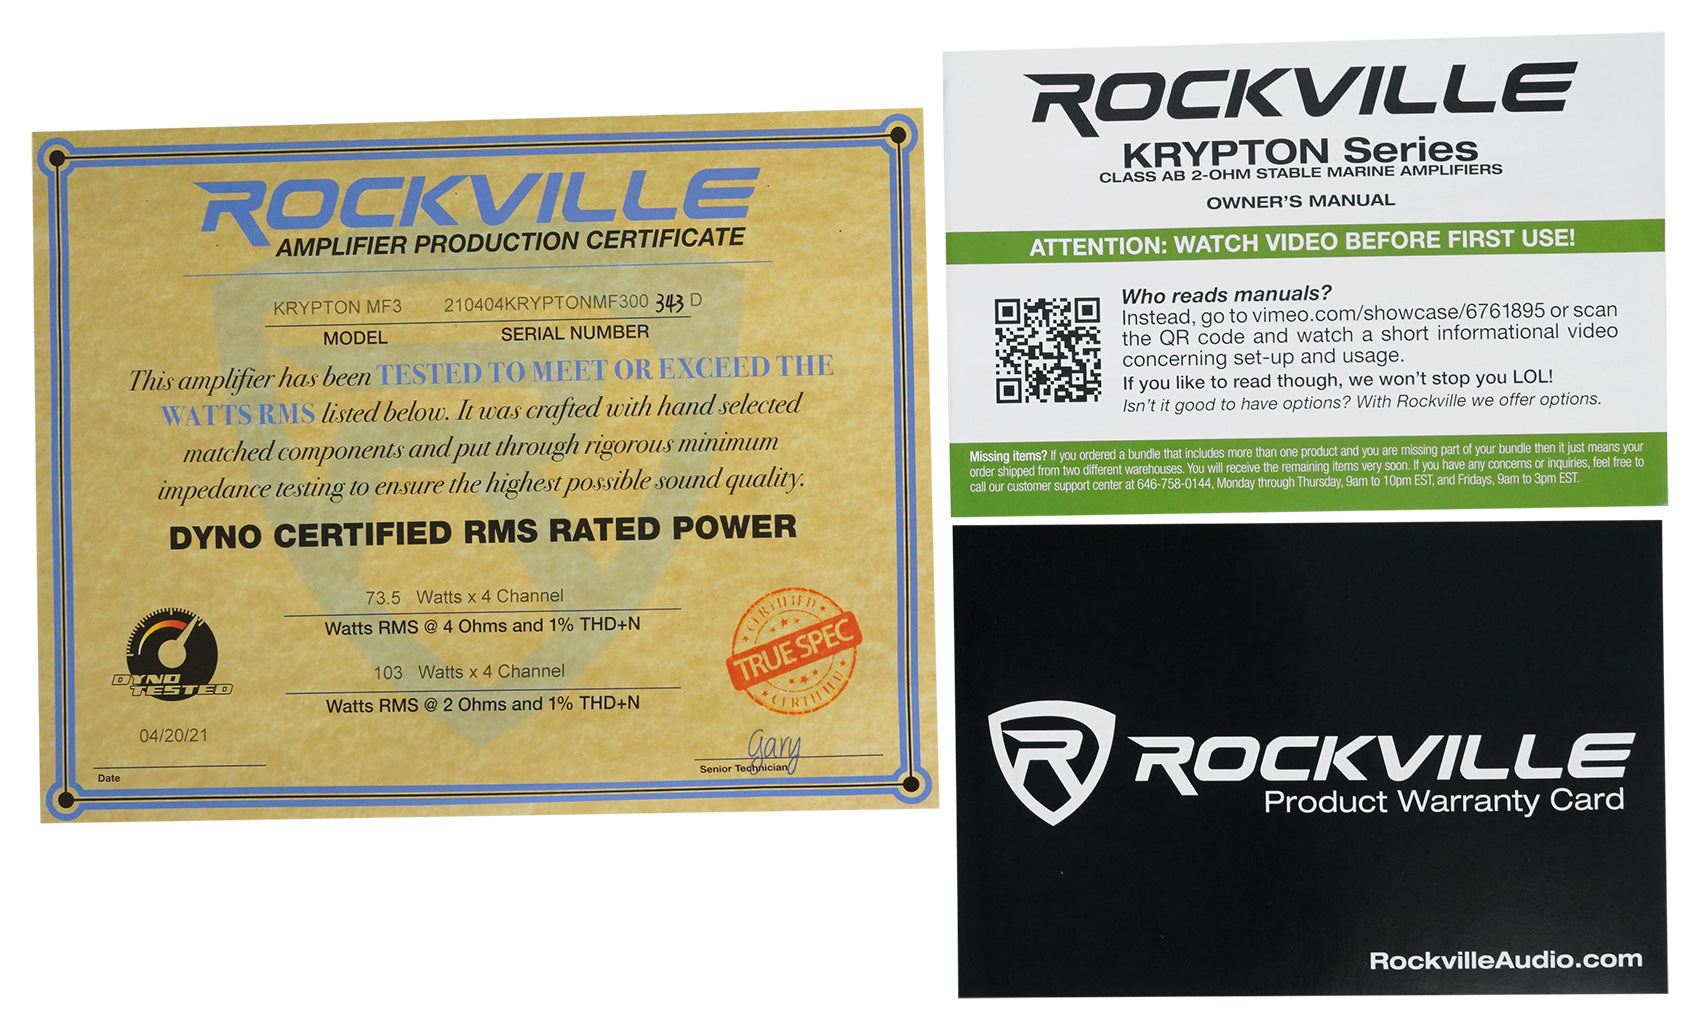 ROCKVILLE
AMPLIFIER PRODUCTION CERTIFICATE
KRYPTON MF3 210404KRYPTONMF300 343 D
MODEL SERIAL NUMBER
This amplifier has been TESTED TO MEET OR EXCEED THE
WATTS RMS listed below. It was crafted with hand selected
matched components and put through rigorous minimum
impedance testing to ensure the highest possible sound quality.
DYNO CERTIFIED RMS RATED POWER
73.5 Watts x 4 Channel
Watts RMS @ 4 Ohms and 1% THD+N
103 Watts x 4 Channel
Watts RMS @ 2 Ohms and 1% THD+N
DYNO
TESTED
CERTIFIED
TRUE SPEC
CERTIFIED
04/20/21
Date
Gary
Senior Technician
ROCKVILLE
KRYPTON Series
CLASS AB 2-OHM STABLE MARINE AMPLIFIERS
OWNER'S MANUAL
ATTENTION: WATCH VIDEO BEFORE FIRST USE!
Who reads manuals?
Instead, go to vimeo.com/showcase/6761895 or scan
the QR code and watch a short informational video
concerning set-up and usage.
If you like to read though, we won't stop you LOL!
Isn't it good to have options? With Rockville we offer options.
Missing items? If you ordered a bundle that includes more than one product and you are missing part of your bundle then it just means your
order shipped from two different warehouses. You will receive the remaining items very soon. If you have any concerns or inquiries, feel free to
call our customer support center at 646-758-0144, Monday through Thursday, 9am to 10pm EST, and Fridays, 9am to 3pm EST.
R ROCKVILLE
Product Warranty Card
RockvilleAudio.com